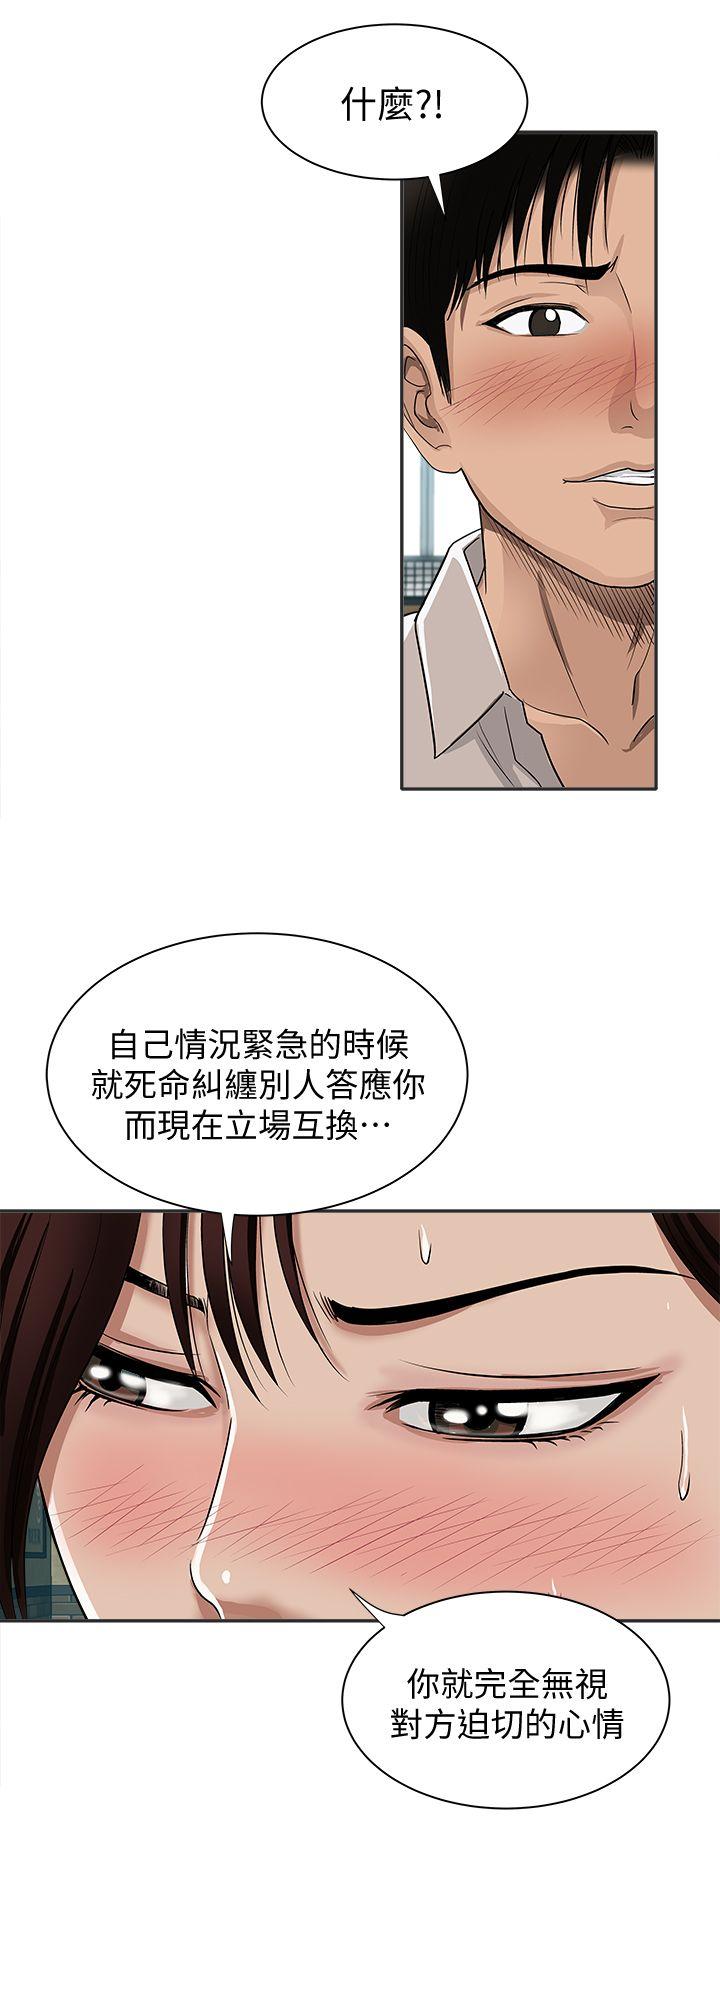 什麼?!
自己情況緊急的時候
就死命糾纏別人答應你
而現在立場互換⋯
你就完全無視
對方迫切的心情